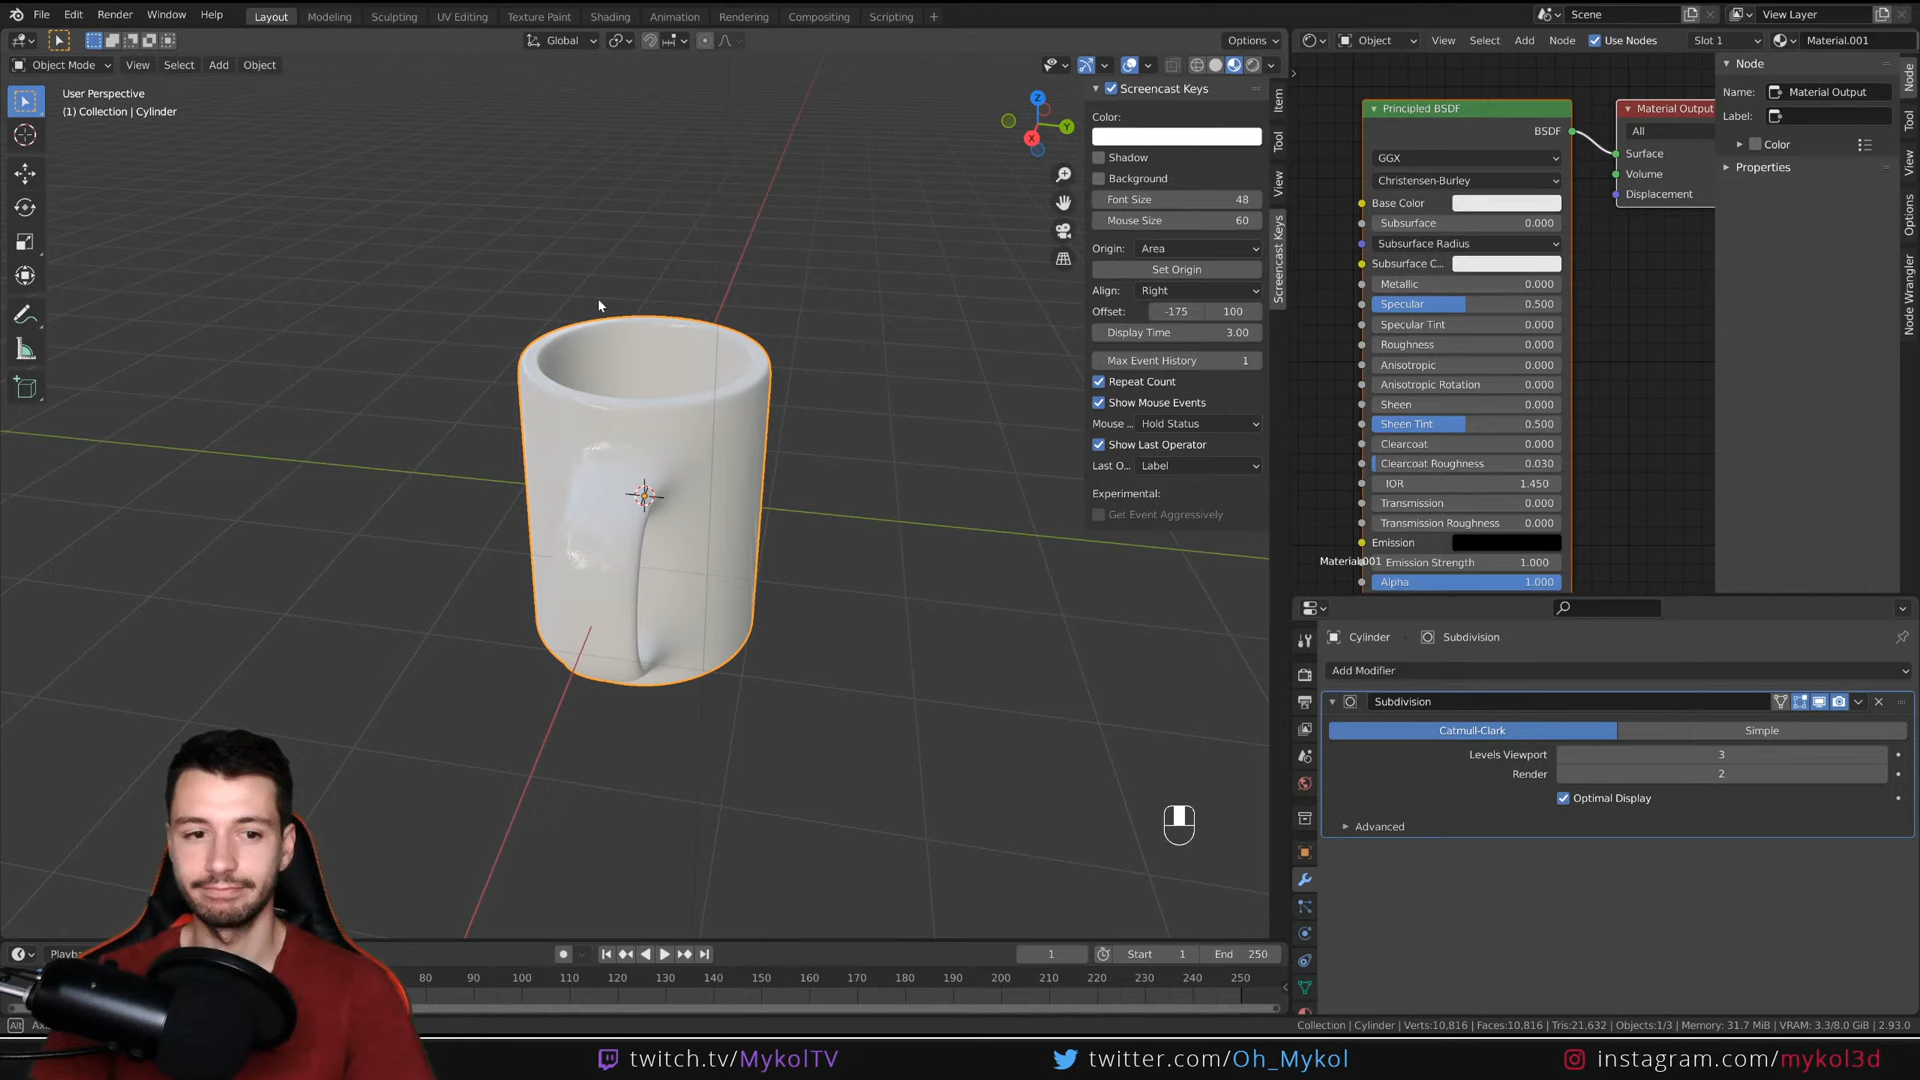 File Edit Render Window Help Layout Modeling Sculpting UV Editing Texture Paint Shading Animation Rendering Compositing Scripting + Scene View Layer
Global Options
Object View Select Add Node Use Nodes Slot 1 Material.001
Object Mode View Select Add Object
User Perspective
(1) Collection | Cylinder
Z
Y
X
Screencast Keys
Color:
Shadow
Background
Font Size 48
Mouse Size 60
Origin: Area
Set Origin
Align: Right
Offset: -175 100
Display Time 3.00
Max Event History 1
Repeat Count
Show Mouse Events
Mouse ... Hold Status
Show Last Operator
Last O... Label
Experimental:
Get Event Aggressively
Item
Tool
View
Screencast Keys
Principled BSDF
BSDF
GGX
Christensen-Burley
Base Color
Subsurface 0.000
Subsurface Radius
Subsurface C...
Metallic 0.000
Specular 0.500
Specular Tint 0.000
Roughness 0.000
Anisotropic 0.000
Anisotropic Rotation 0.000
Sheen 0.000
Sheen Tint 0.500
Clearcoat 0.000
Clearcoat Roughness 0.030
IOR 1.450
Transmission 0.000
Transmission Roughness 0.000
Emission
Emission Strength 1.000
Alpha 1.000
Material.001
Material Output
All
Surface
Volume
Displacement
Node
Name: Material Output
Label:
Color
Properties
Node
Tool
View
Options
Node Wrangler
Cylinder Subdivision
Add Modifier
Subdivision
Catmull-Clark Simple
Levels Viewport 3
Render 2
Optimal Display
Advanced
Playba
1 Start 1 End 250
80 90 100 110 120 130 140 150 160 170 180 190 200 210 220 230 240 250
Alt
Collection | Cylinder | Verts:10,816 | Faces:10,816 | Tris:21,632 | Objects:1/3 | Memory: 31.7 MiB | VRAM: 3.3/8.0 GiB | 2.93.0
twitch.tv/MykolTV twitter.com/Oh_Mykol instagram.com/mykol3d